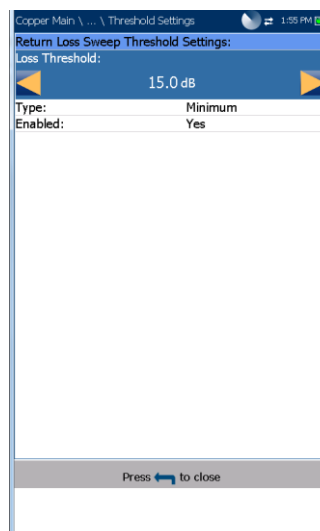 Copper Main \ ... \ Threshold Settings 1:55 PM
Return Loss Sweep Threshold Settings:
Loss Threshold:
15.0 dB
Type: Minimum
Enabled: Yes
Press to close